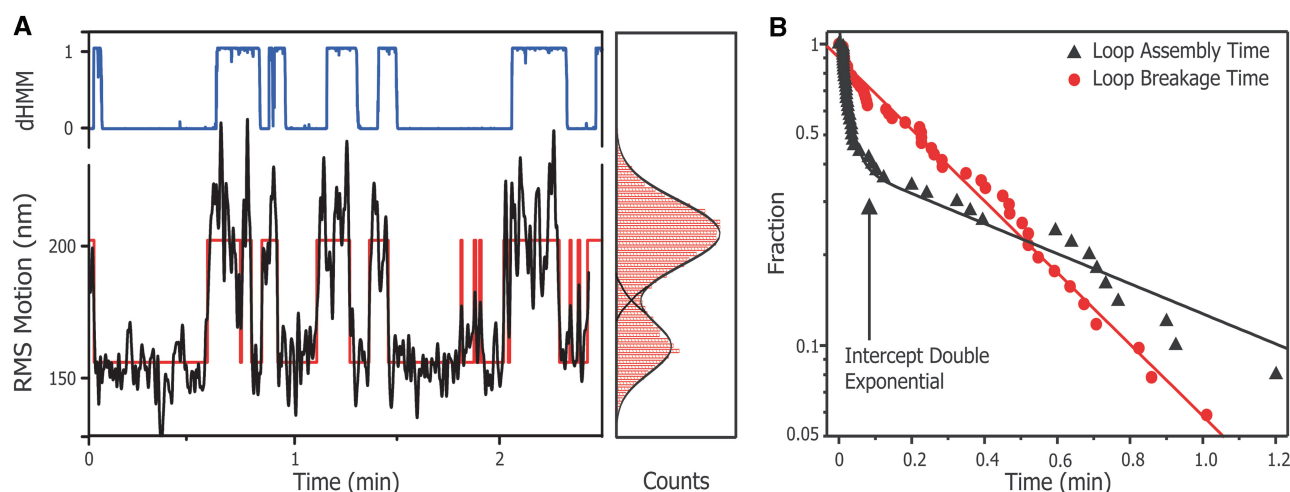 A
1
dHMM
0
RMS Motion (nm)
200
150
0
1
2
Time (min)
Counts
B
1
Loop Assembly Time
Loop Breakage Time
0.5
Fraction
Intercept Double
Exponential
0.1
0.05
0
0.2
0.4
0.6
0.8
1.0
1.2
Time (min)